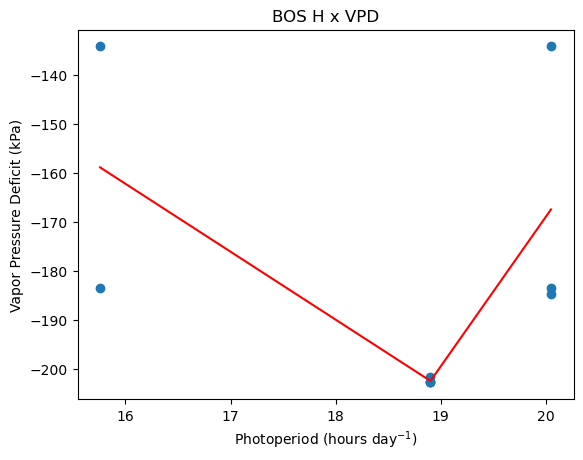 BOS H x VPD
Vapor Pressure Deficit (kPa)
−140
−150
−160
−170
−180
−190
−200
16 17 18 19 20
Photoperiod (hours day⁻¹)